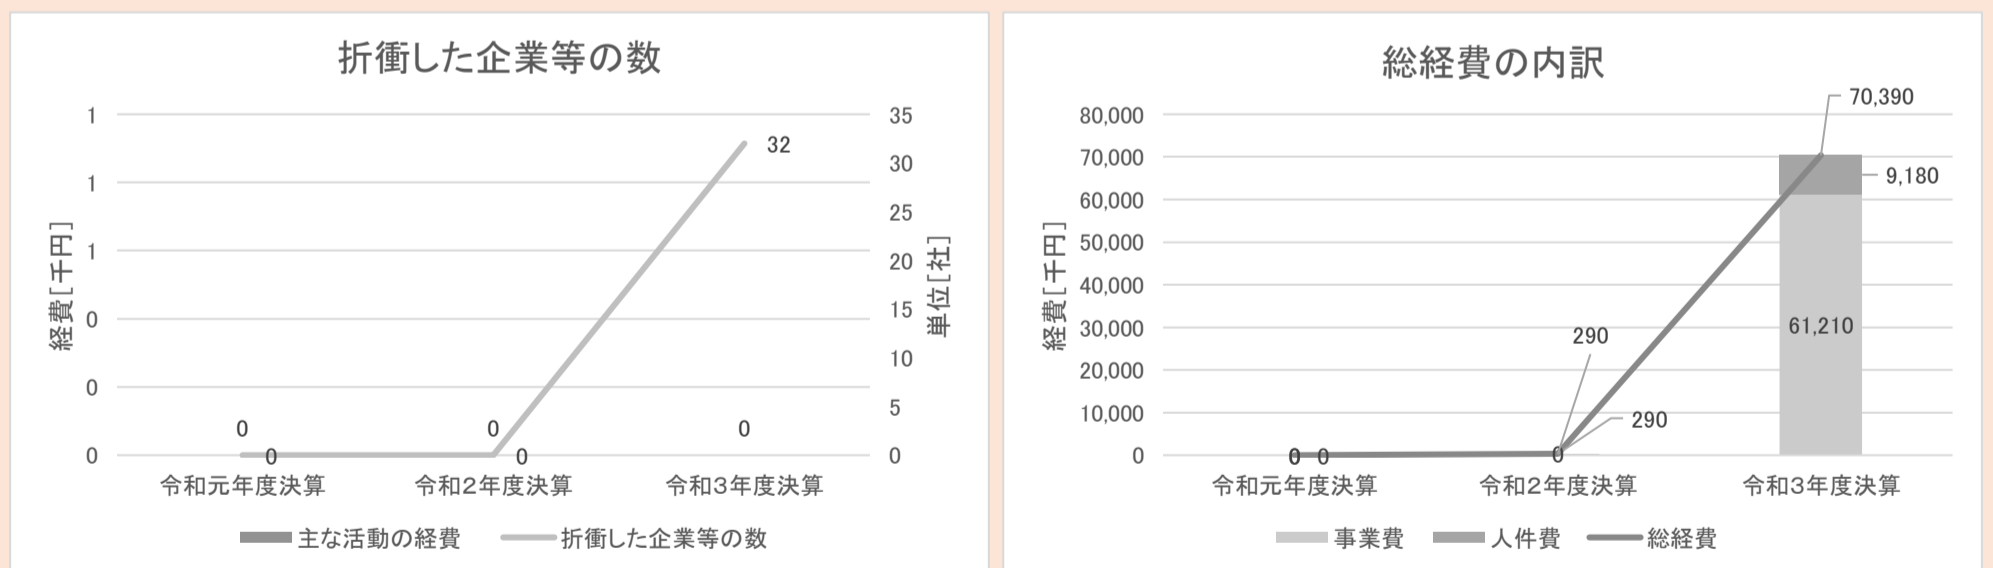 折衝した企業等の数
1
1
1
0
0
0
経費[千円]
35
30
25
20
15
10
5
0
単位[社]
32
0
0
0
0
0
令和元年度決算
令和2年度決算
令和3年度決算
主な活動の経費
折衝した企業等の数
総経費の内訳
80,000
70,000
60,000
50,000
40,000
30,000
20,000
10,000
0
経費[千円]
70,390
9,180
61,210
290
290
0
0
0
令和元年度決算
令和2年度決算
令和3年度決算
事業費
人件費
総経費